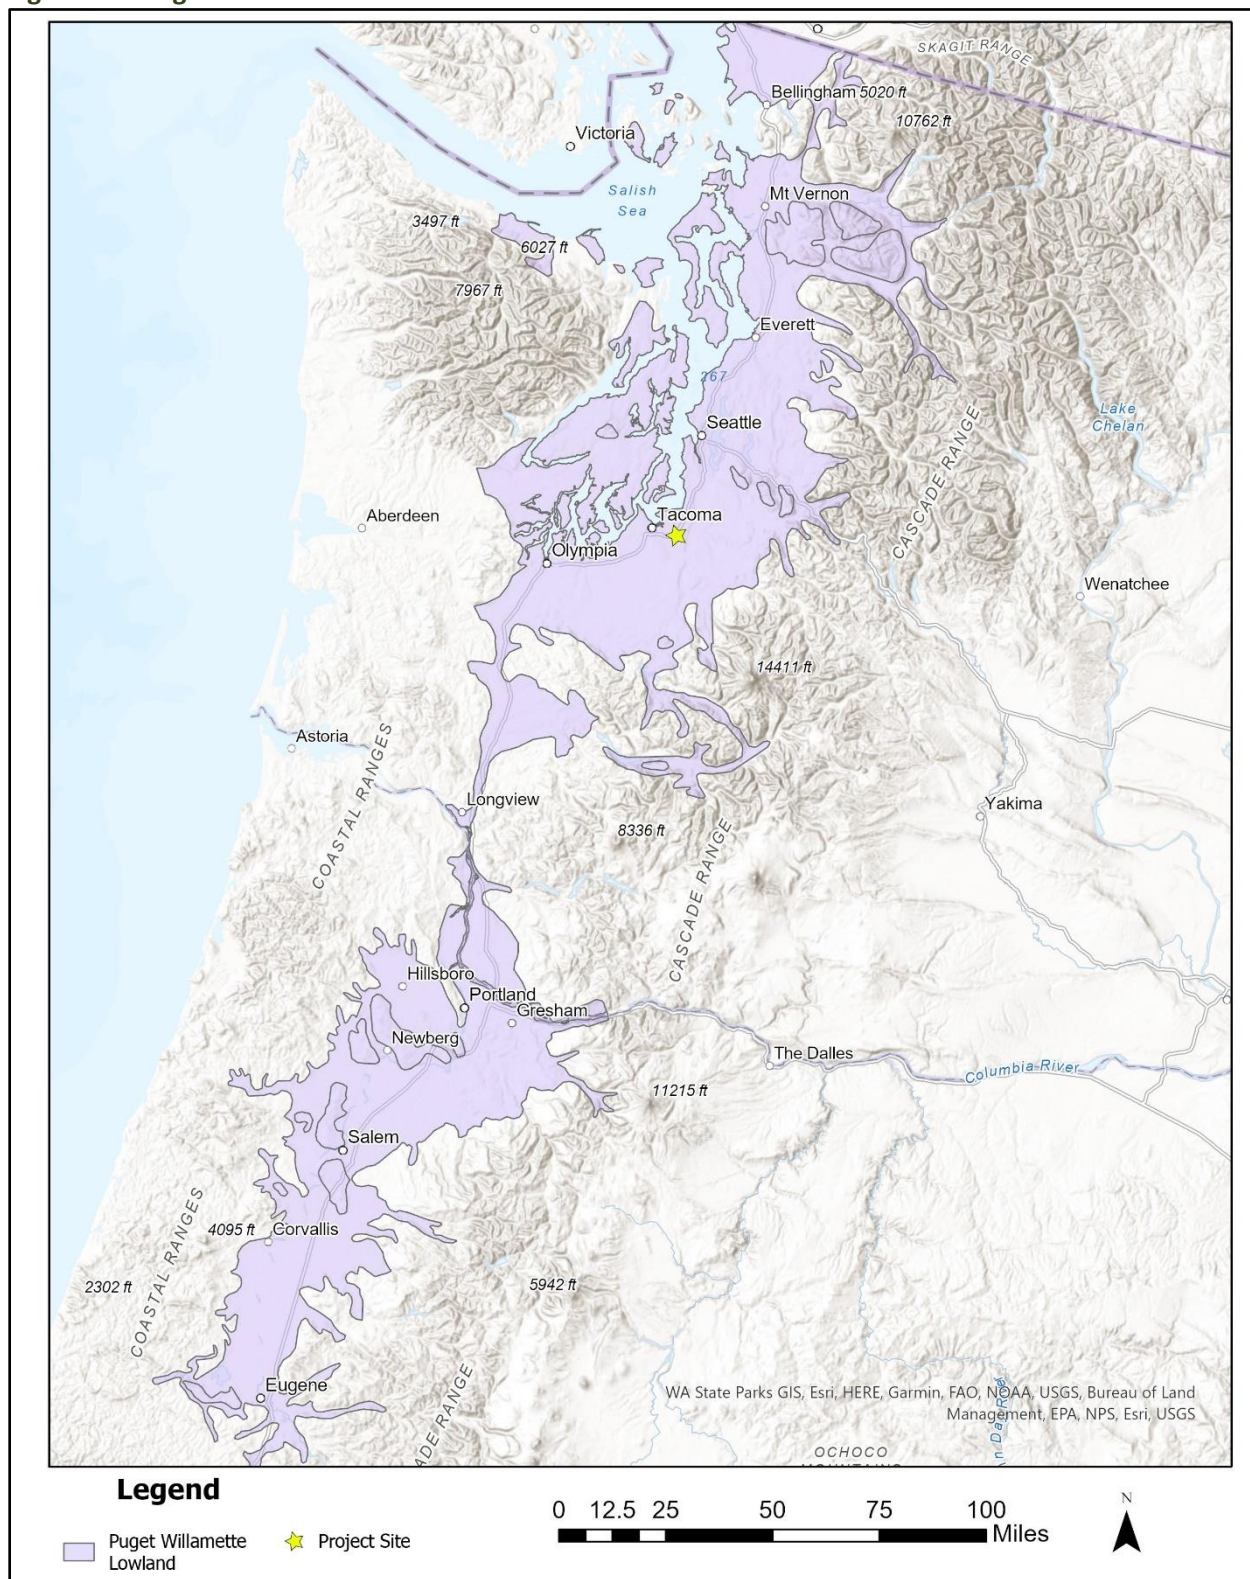 SKAGIT RANGE
Bellingham
5020 ft
10762 ft
Victoria
Salish
Sea
Mt Vernon
3497 ft
6027 ft
7967 ft
Everett
267
Seattle
Lake
Chelan
CASCADE RANGE
Aberdeen
Tacoma
Olympia
Wenatchee
14411 ft
Astoria
COASTAL RANGES
Longview
Yakima
8336 ft
CASCADE RANGE
Hillsboro
Portland
Gresham
Newberg
The Dalles
Columbia River
11215 ft
Salem
COASTAL RANGES
4095 ft
Corvallis
2302 ft
5942 ft
Eugene
WA State Parks GIS, Esri, HERE, Garmin, FAO, NOAA, USGS, Bureau of Land
Management, EPA, NPS, Esri, USGS
OCHOCO
Legend
Puget Willamette
Lowland
Project Site
0 12.5 25 50 75 100
Miles
N